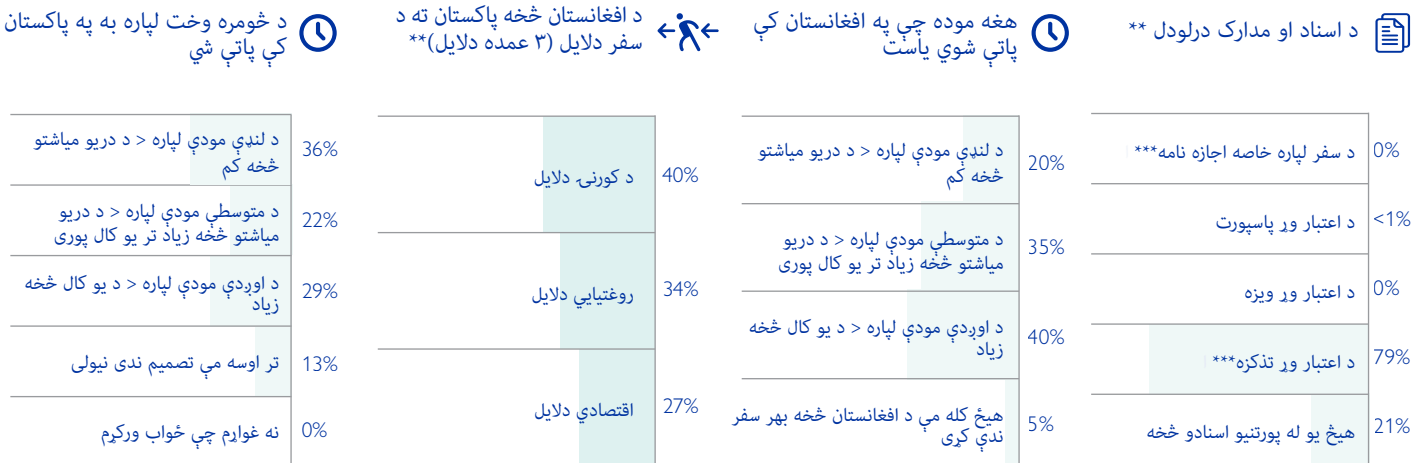 د اسناد او مدارک درلودل **
د سفر لپاره خاصه اجازه نامه***
0%
د اعتبار وړ پاسپورت
<1%
د اعتبار وړ ویزه
0%
د اعتبار وړ تذکزه***
79%
هیڅ یو له پورتنیو اسنادو څخه
21%
هغه موده چې په افغانستان کې
پاتې شوي یاست
د لنډې مودې لپاره < د دریو میاشتو
څخه کم
20%
د متوسطې مودې لپاره < د دریو
میاشتو څخه زیاد تر یو کال پوری
35%
د اوږدې مودې لپاره < د یو کال څخه
زیاد
40%
هیڅ کله مې د افغانستان څخه بهر سفر
ندې کړی
5%
د افغانستان څخه پاکستان ته د
سفر دلایل (۳ عمده دلایل)**
د کورنۍ دلایل
40%
روغتیايي دلایل
34%
اقتصادي دلایل
27%
د څومره وخت لپاره به په پاکستان
کې پاتې شي
د لنډې مودې لپاره < د دریو میاشتو
څخه کم
36%
د متوسطې مودې لپاره < د دریو
میاشتو څخه زیاد تر یو کال پوری
22%
د اوږدې مودې لپاره < د یو کال څخه
زیاد
29%
تر اوسه مې تصمیم ندی نیولی
13%
نه غواړم چې ځواب ورکړم
0%